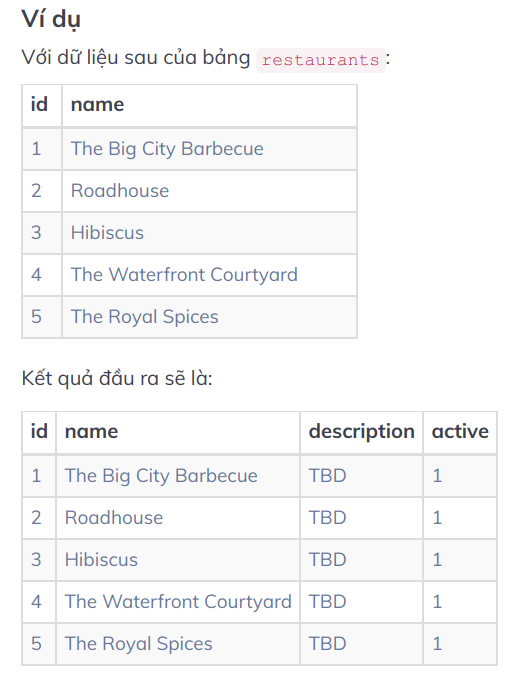 Ví dụ
Với dữ liệu sau của bảng restaurants:
id name
1 The Big City Barbecue
2 Roadhouse
3 Hibiscus
4 The Waterfront Courtyard
5 The Royal Spices
Kết quả đầu ra sẽ là:
id name description active
1 The Big City Barbecue TBD 1
2 Roadhouse TBD 1
3 Hibiscus TBD 1
4 The Waterfront Courtyard TBD 1
5 The Royal Spices TBD 1